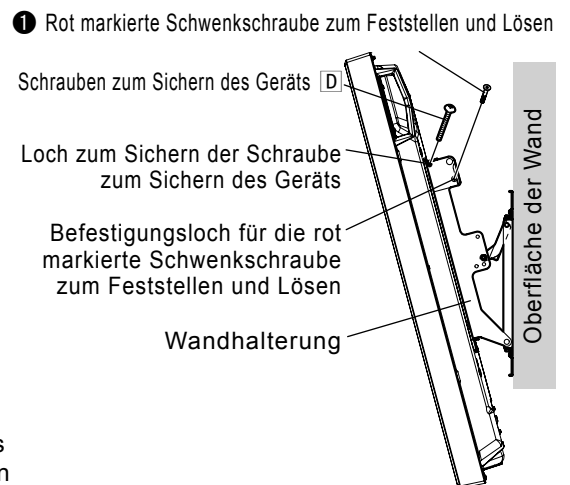 ❶ Rot markierte Schwenkschraube zum Feststellen und Lösen
Schrauben zum Sichern des Geräts D
Loch zum Sichern der Schraube
zum Sichern des Geräts
Befestigungsloch für die rot
markierte Schwenkschraube
zum Feststellen und Lösen
Wandhalterung
Oberfläche der Wand
s
n